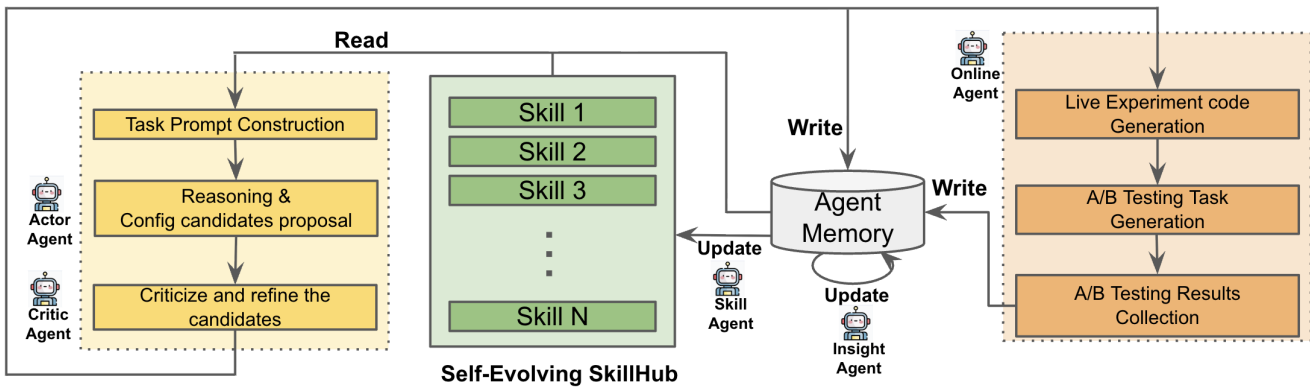 Read
Task Prompt Construction
Reasoning &
Config candidates proposal
Actor
Agent
Criticize and refine the
candidates
Critic
Agent
Skill 1
Skill 2
Skill 3
Skill N
Self-Evolving SkillHub
Update
Skill
Agent
Write
Agent
Memory
Update
Insight
Agent
Write
Online
Agent
Live Experiment code
Generation
A/B Testing Task
Generation
A/B Testing Results
Collection